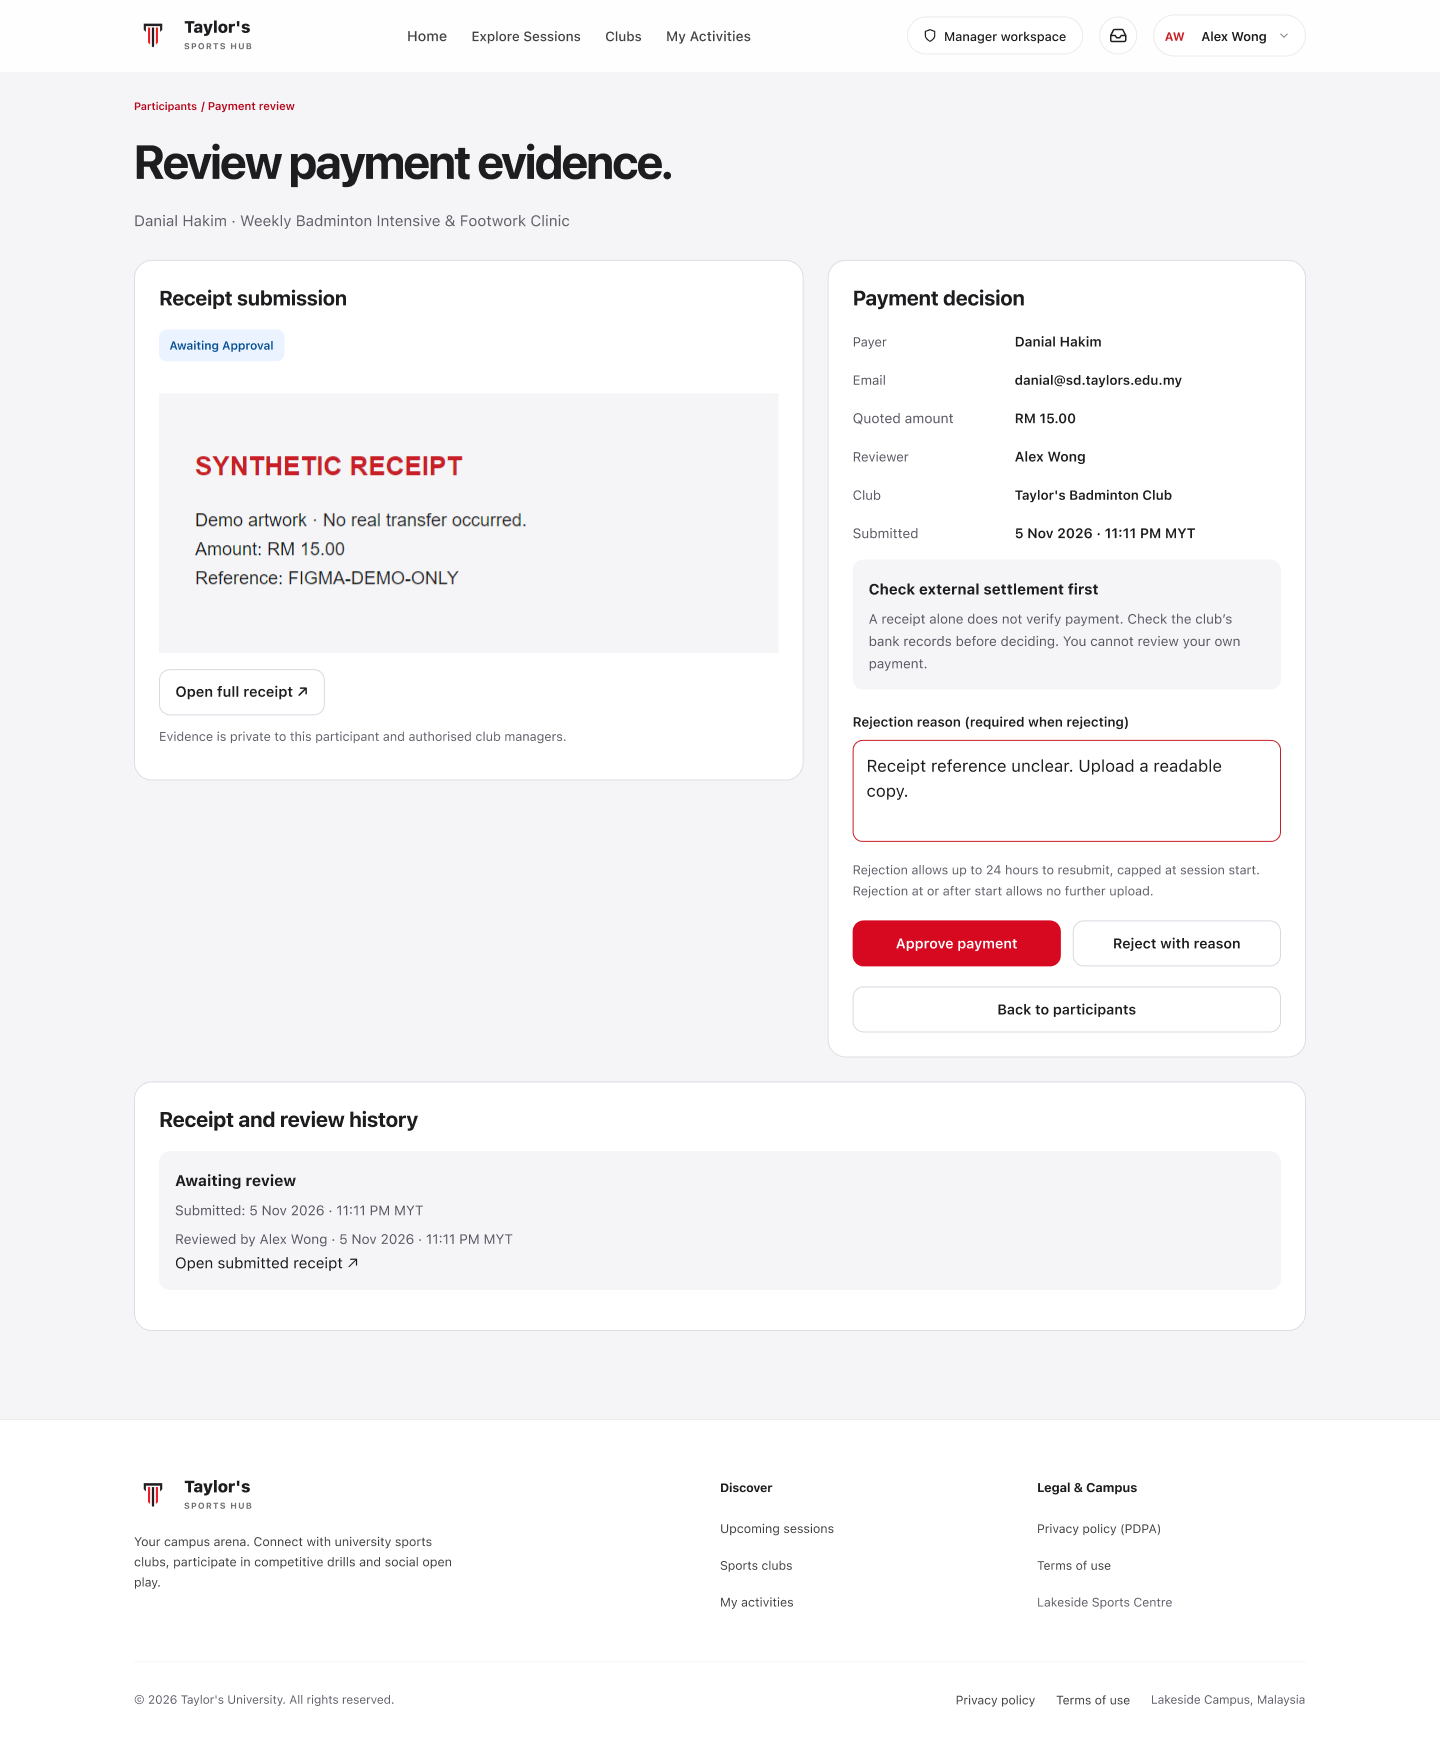 Taylor's
SPORTS HUB
Home
Explore Sessions
Clubs
My Activities
Manager workspace
AW
Alex Wong
Participants / Payment review
Review payment evidence.
Danial Hakim · Weekly Badminton Intensive & Footwork Clinic
Receipt submission
Awaiting Approval
SYNTHETIC RECEIPT
Demo artwork · No real transfer occurred.
Amount: RM 15.00
Reference: FIGMA-DEMO-ONLY
Open full receipt ↗
Evidence is private to this participant and authorised club managers.
Payment decision
Payer Danial Hakim
Email danial@sd.taylors.edu.my
Quoted amount RM 15.00
Reviewer Alex Wong
Club Taylor's Badminton Club
Submitted 5 Nov 2026 · 11:11 PM MYT
Check external settlement first
A receipt alone does not verify payment. Check the club’s
bank records before deciding. You cannot review your own
payment.
Rejection reason (required when rejecting)
Receipt reference unclear. Upload a readable
copy.
Rejection allows up to 24 hours to resubmit, capped at session start.
Rejection at or after start allows no further upload.
Approve payment
Reject with reason
Back to participants
Receipt and review history
Awaiting review
Submitted: 5 Nov 2026 · 11:11 PM MYT
Reviewed by Alex Wong · 5 Nov 2026 · 11:11 PM MYT
Open submitted receipt ↗
Taylor's
SPORTS HUB
Your campus arena. Connect with university sports
clubs, participate in competitive drills and social open
play.
Discover
Upcoming sessions
Sports clubs
My activities
Legal & Campus
Privacy policy (PDPA)
Terms of use
Lakeside Sports Centre
© 2026 Taylor's University. All rights reserved.
Privacy policy
Terms of use
Lakeside Campus, Malaysia